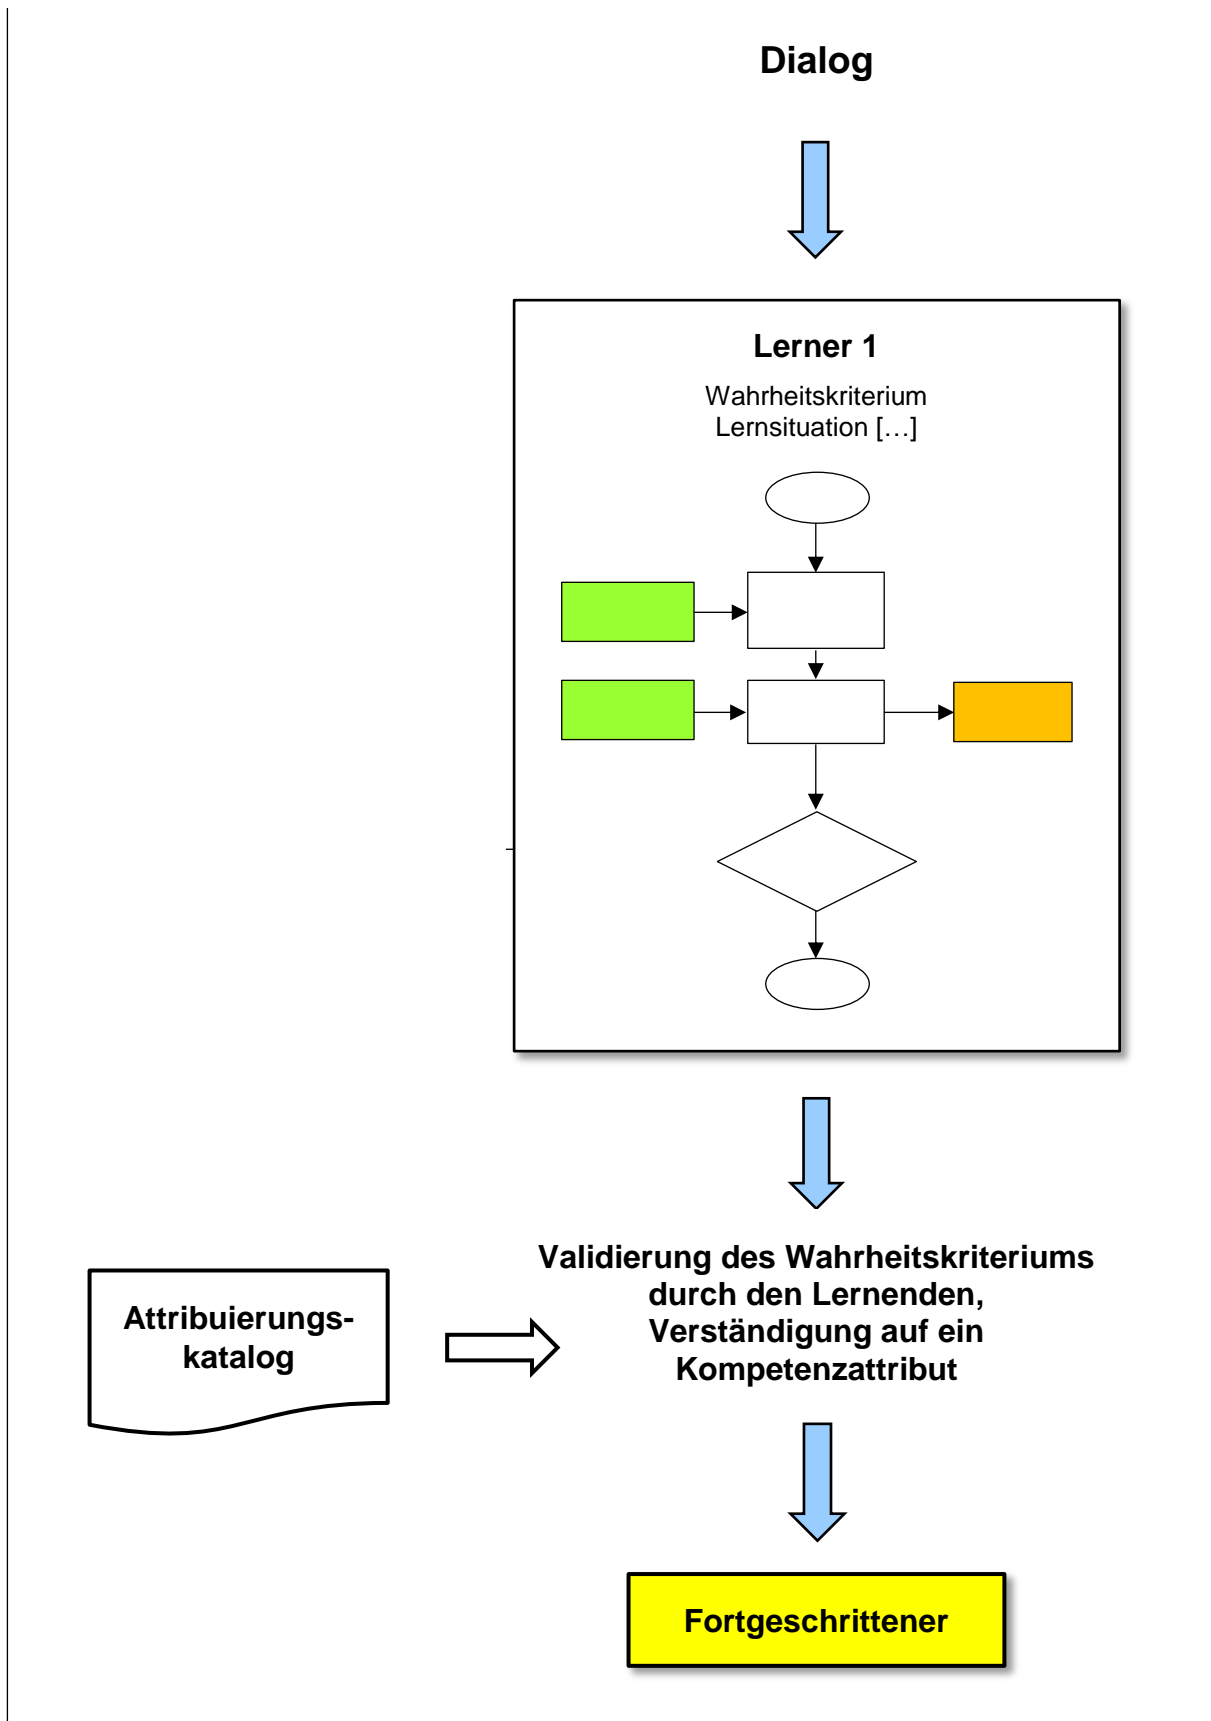 Dialog
Lerner 1
Wahrheitskriterium
Lernsituation […]
Validierung des Wahrheitskriteriums
durch den Lernenden,
Verständigung auf ein
Kompetenzattribut
Attribuierungs-
katalog
Fortgeschrittener